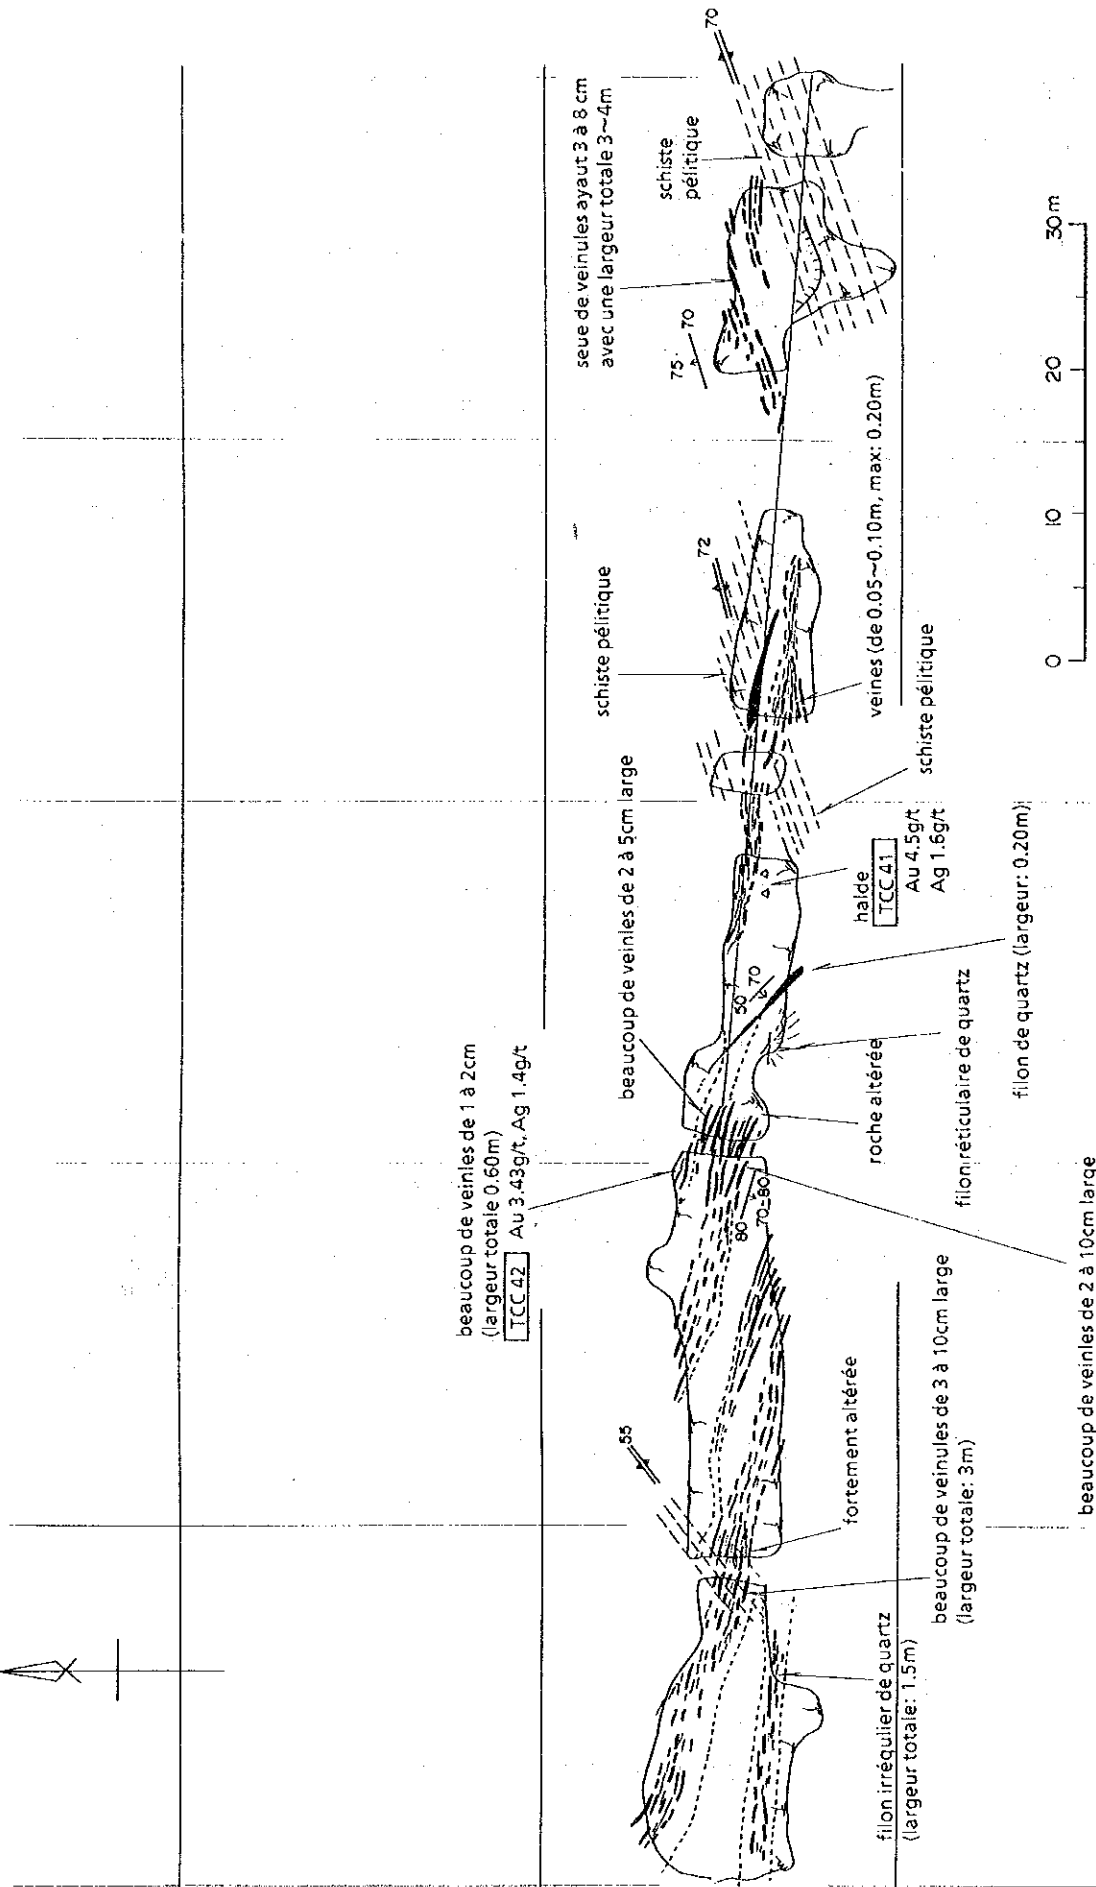 beaucoup de veinles de 1 à 2cm
(largeur totale 0.60m)
TCC 42 Au 3.43g/t, Ag 1.4g/t
beaucoup de veinles de 2 à 5cm large
schiste pélitique
seue de veinules ayaut 3 à 8 cm
avec une largeur totale 3~4m
schiste
pélitique
70
75
70
72
55
80
70-80
50
70
filon irrégulier de quartz
(largeur totale: 1.5m)
beaucoup de veinules de 3 à 10cm large
(largeur totale: 3m)
fortement altérée
beaucoup de veinles de 2 à 10cm large
roche altérée
filon réticulaire de quartz
filon de quartz (largeur: 0.20m)
halde
TCC 41
Au 4.5g/t
Ag 1.6g/t
schiste pélitique
veines (de 0.05~0.10m, max: 0.20m)
0 10 20 30m